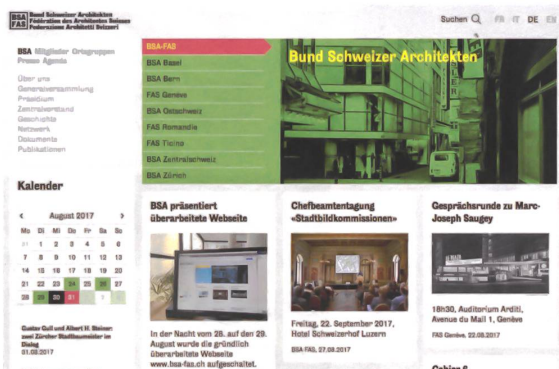 BSA
FAS
Bund Schweizer Architekten
Fédération des Architectes Suisses
Federazione Architetti Svizzeri
Suchen
FR IT DE EN
BSA Mitglieder Ortsgruppen
Presse Agenda
Über uns
Generalversammlung
Präsidium
Zentralvorstand
Geschichte
Netzwerk
Dokumente
Publikationen
BSA-FAS
BSA Basel
BSA Bern
FAS Genève
BSA Ostschweiz
FAS Romandie
FAS Ticino
BSA Zentralschweiz
BSA Zürich
Bund Schweizer Architekten
Kalender
‹ August 2017 ›
Mo Di Mi Do Fr Sa So
31 1 2 3 4 5 6
7 8 9 10 11 12 13
14 15 16 17 18 19 20
21 22 23 24 25 26 27
28 29 30 31 1
Gustav Gull und Albert H. Steiner:
zwei Zürcher Stadtbaumeister im
Dialog
01.08.2017
BSA präsentiert
überarbeitete Webseite
In der Nacht vom 28. auf den 29.
August wurde die gründlich
überarbeitete Webseite
www.bsa-fas.ch aufgeschaltet.
Chefbeamtentagung
«Stadtbildkommissionen»
Freitag, 22. September 2017,
Hotel Schweizerhof Luzern
BSA-FAS, 27.09.2017
Gesprächsrunde zu Marc-
Joseph Saugey
18h30, Auditorium Arditi,
Avenue du Mail 1, Genève
FAS Genève, 22.09.2017
Cahier 6